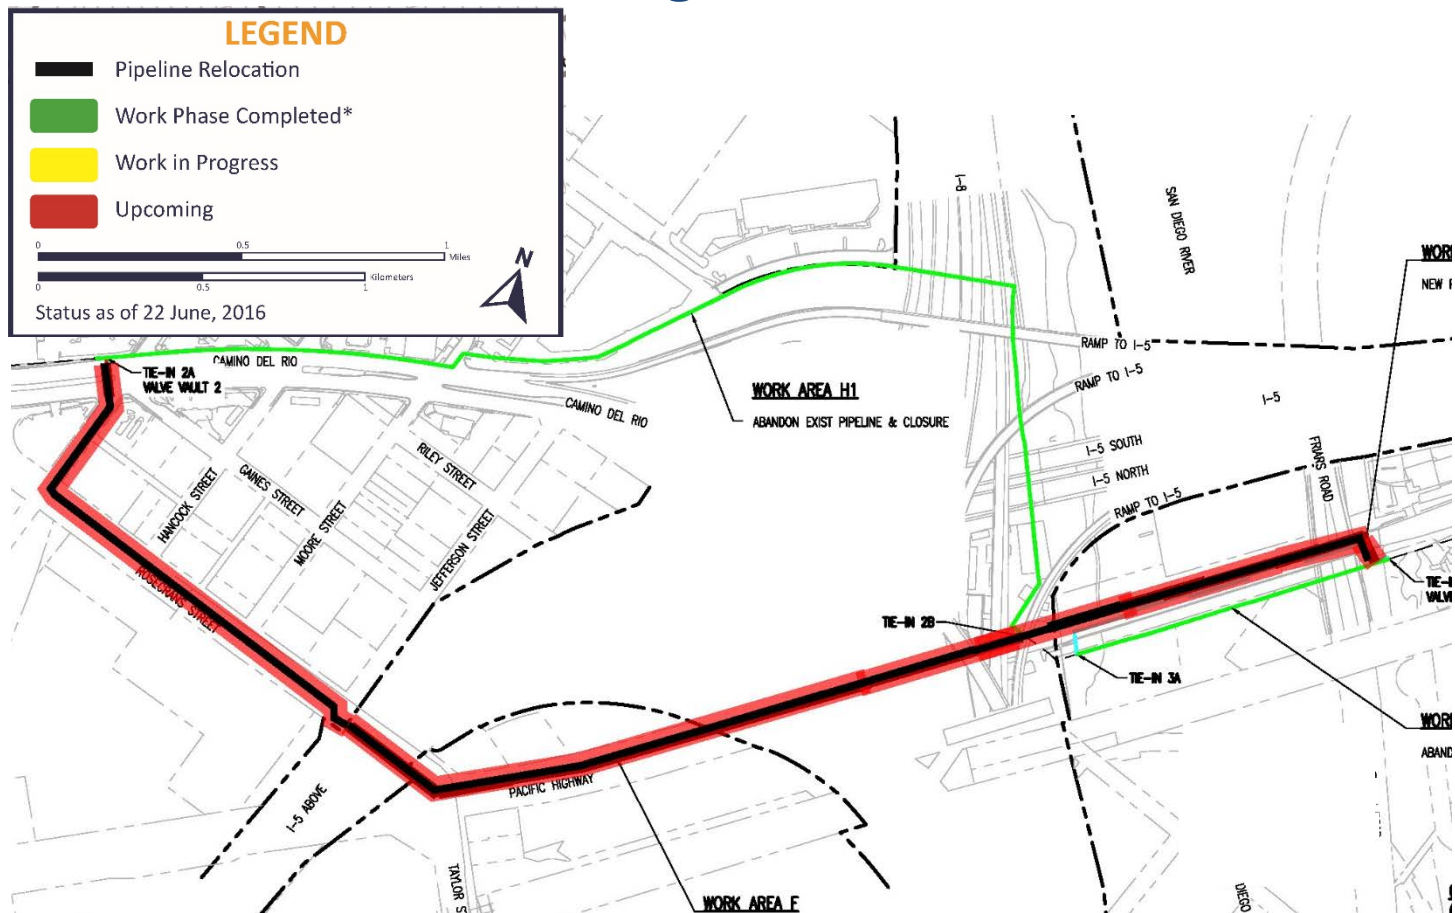 LEGEND
Pipeline Relocation
Work Phase Completed*
Work in Progress
Upcoming
0 0.5 1
Miles
Kilometers
0.5 1
N
Status as of 22 June, 2016
I-8
SAN DIEGO RIVER
WOR
NEW
RAMP TO I-5
TIE-IN 2A
VALVE VAULT 2
CAMINO DEL RIO
RAMP TO I-5
WORK AREA H1
ABANDON EXIST PIPELINE & CLOSURE
CAMINO DEL RIO
I-5
RILEY STREET
I-5 SOUTH
FRIARS ROAD
GAINES STREET
HANCOCK STREET
I-5 NORTH
MOORE STREET
RAMP TO I-5
JEFFERSON STREET
ROSECRANS STREET
TIE-I
VALV
TIE-IN 2B
TIE-IN 3A
WOR
ABAND
PACIFIC HIGHWAY
I-5 ABOVE
TAYLOR S
WORK AREA F
DIEGO